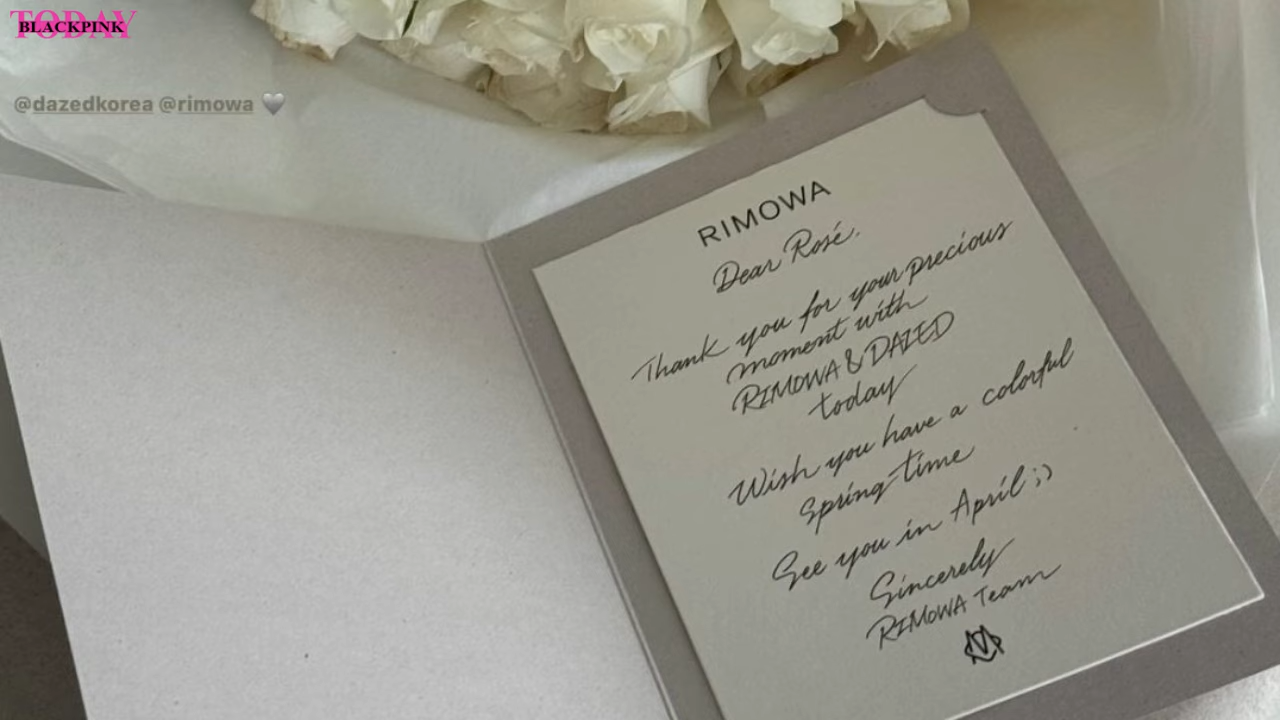 TODAY
BLACKPINK
@dazedkorea @rimowa 🩶
RIMOWA
Dear Rosé.
Thank you for your precious
moment with
RIMOWA & DAZED
today
Wish you have a colorful
Spring-time
See you in April ;)
Sincerely
RIMOWA Team